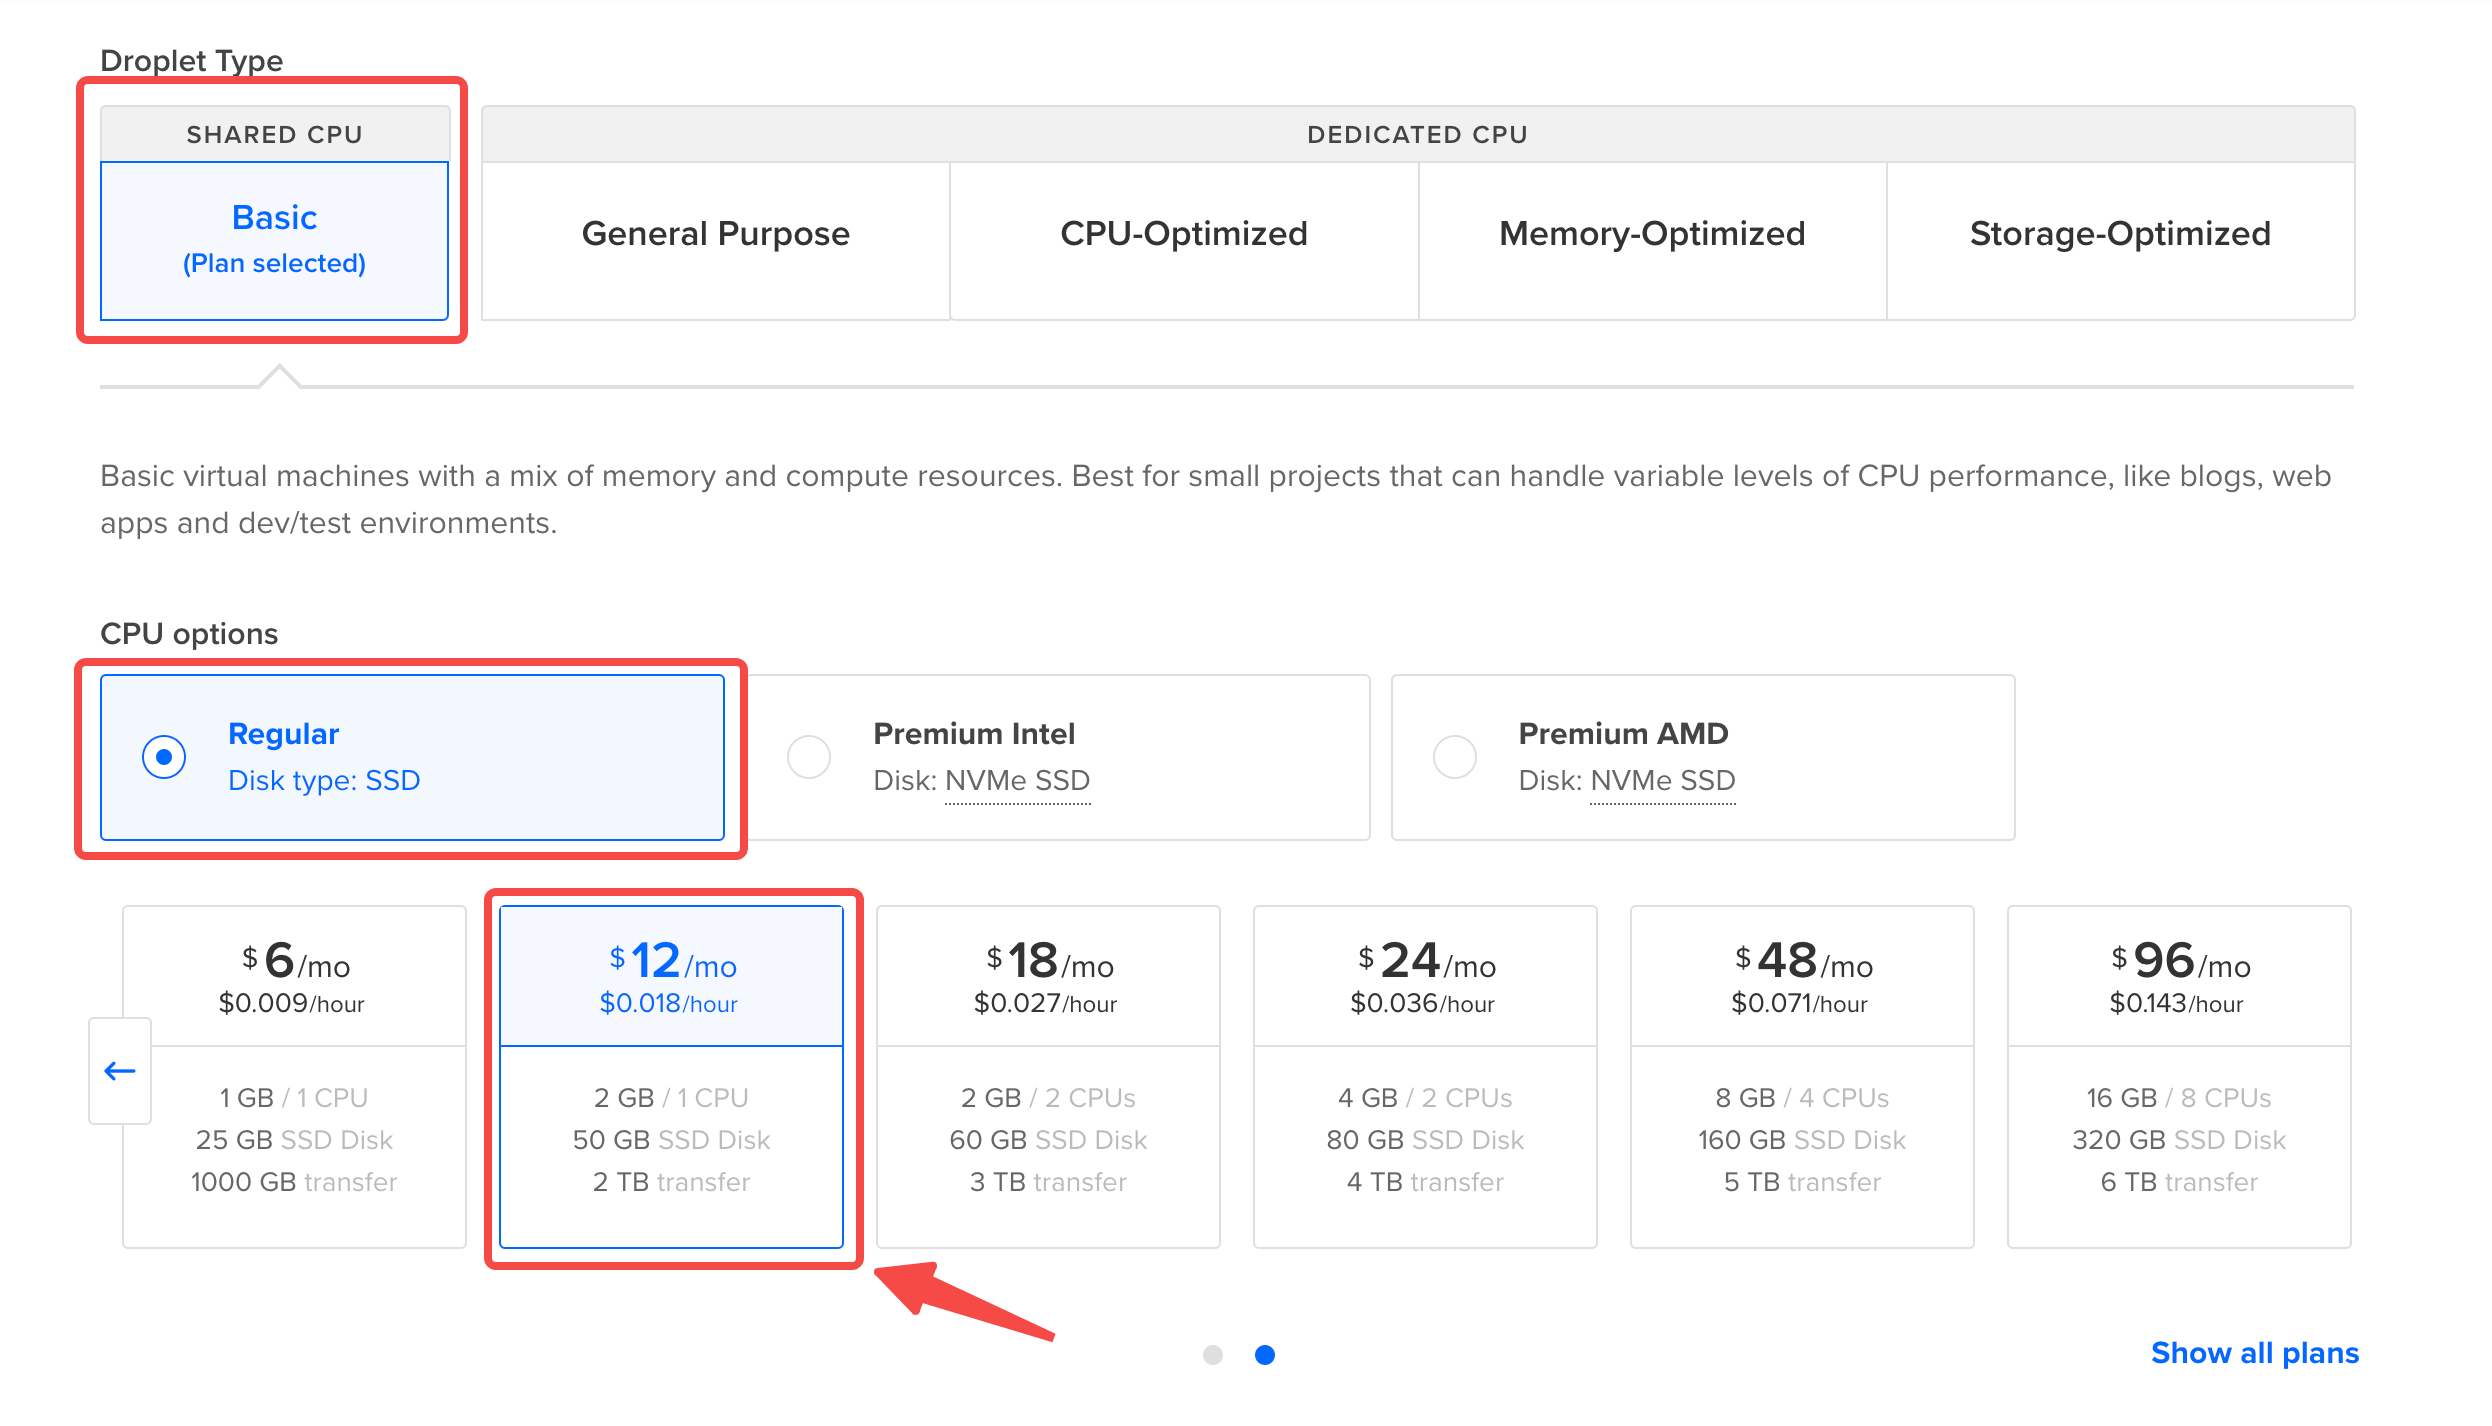 Droplet Type
SHARED CPU
DEDICATED CPU
Basic
(Plan selected)
General Purpose
CPU-Optimized
Memory-Optimized
Storage-Optimized
Basic virtual machines with a mix of memory and compute resources. Best for small projects that can handle variable levels of CPU performance, like blogs, web
apps and dev/test environments.
CPU options
Regular
Disk type: SSD
Premium Intel
Disk: NVMe SSD
Premium AMD
Disk: NVMe SSD
$6/mo
$0.009/hour
1 GB / 1 CPU
25 GB SSD Disk
1000 GB transfer
$12/mo
$0.018/hour
2 GB / 1 CPU
50 GB SSD Disk
2 TB transfer
$18/mo
$0.027/hour
2 GB / 2 CPUs
60 GB SSD Disk
3 TB transfer
$24/mo
$0.036/hour
4 GB / 2 CPUs
80 GB SSD Disk
4 TB transfer
$48/mo
$0.071/hour
8 GB / 4 CPUs
160 GB SSD Disk
5 TB transfer
$96/mo
$0.143/hour
16 GB / 8 CPUs
320 GB SSD Disk
6 TB transfer
Show all plans